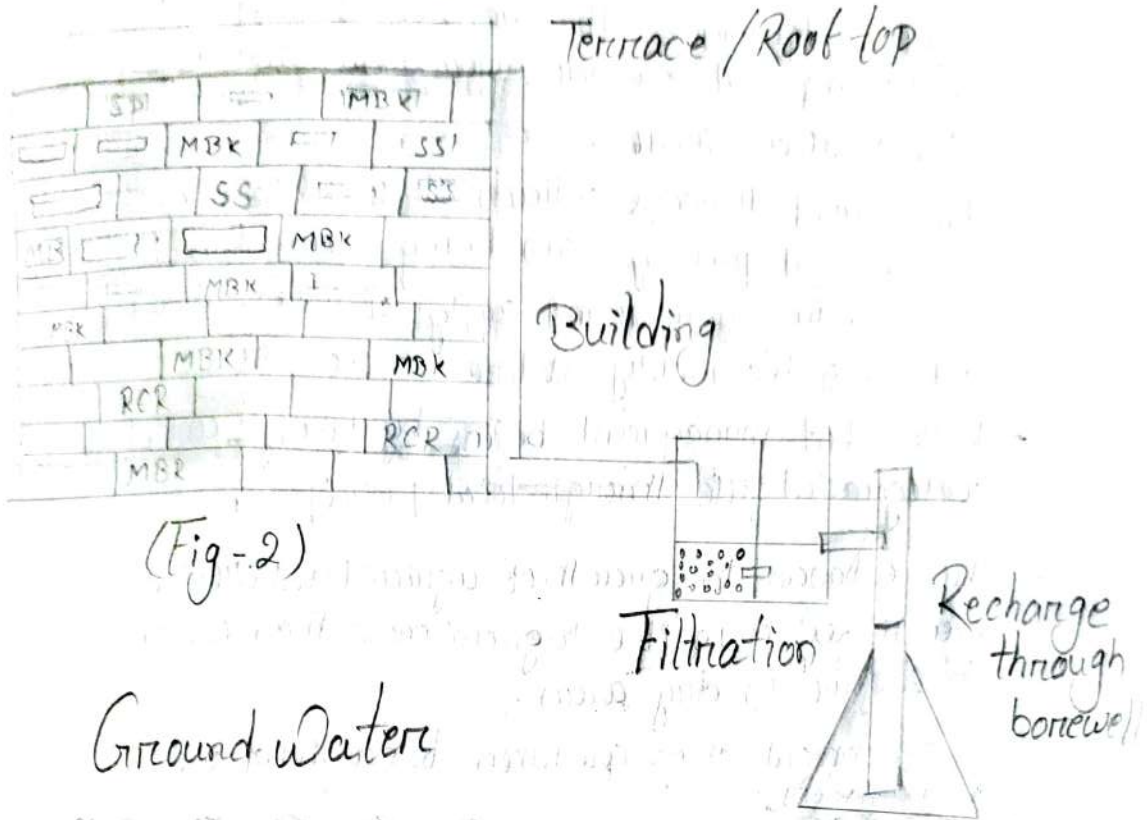 Terrace / Roof top
MBK
MBK SS
SS
MBK
MBK
MBK
MBK MBK
RCR
RCR
MBR
Building
(Fig-2)
Filtration
Recharge
through
borewell
Ground Water